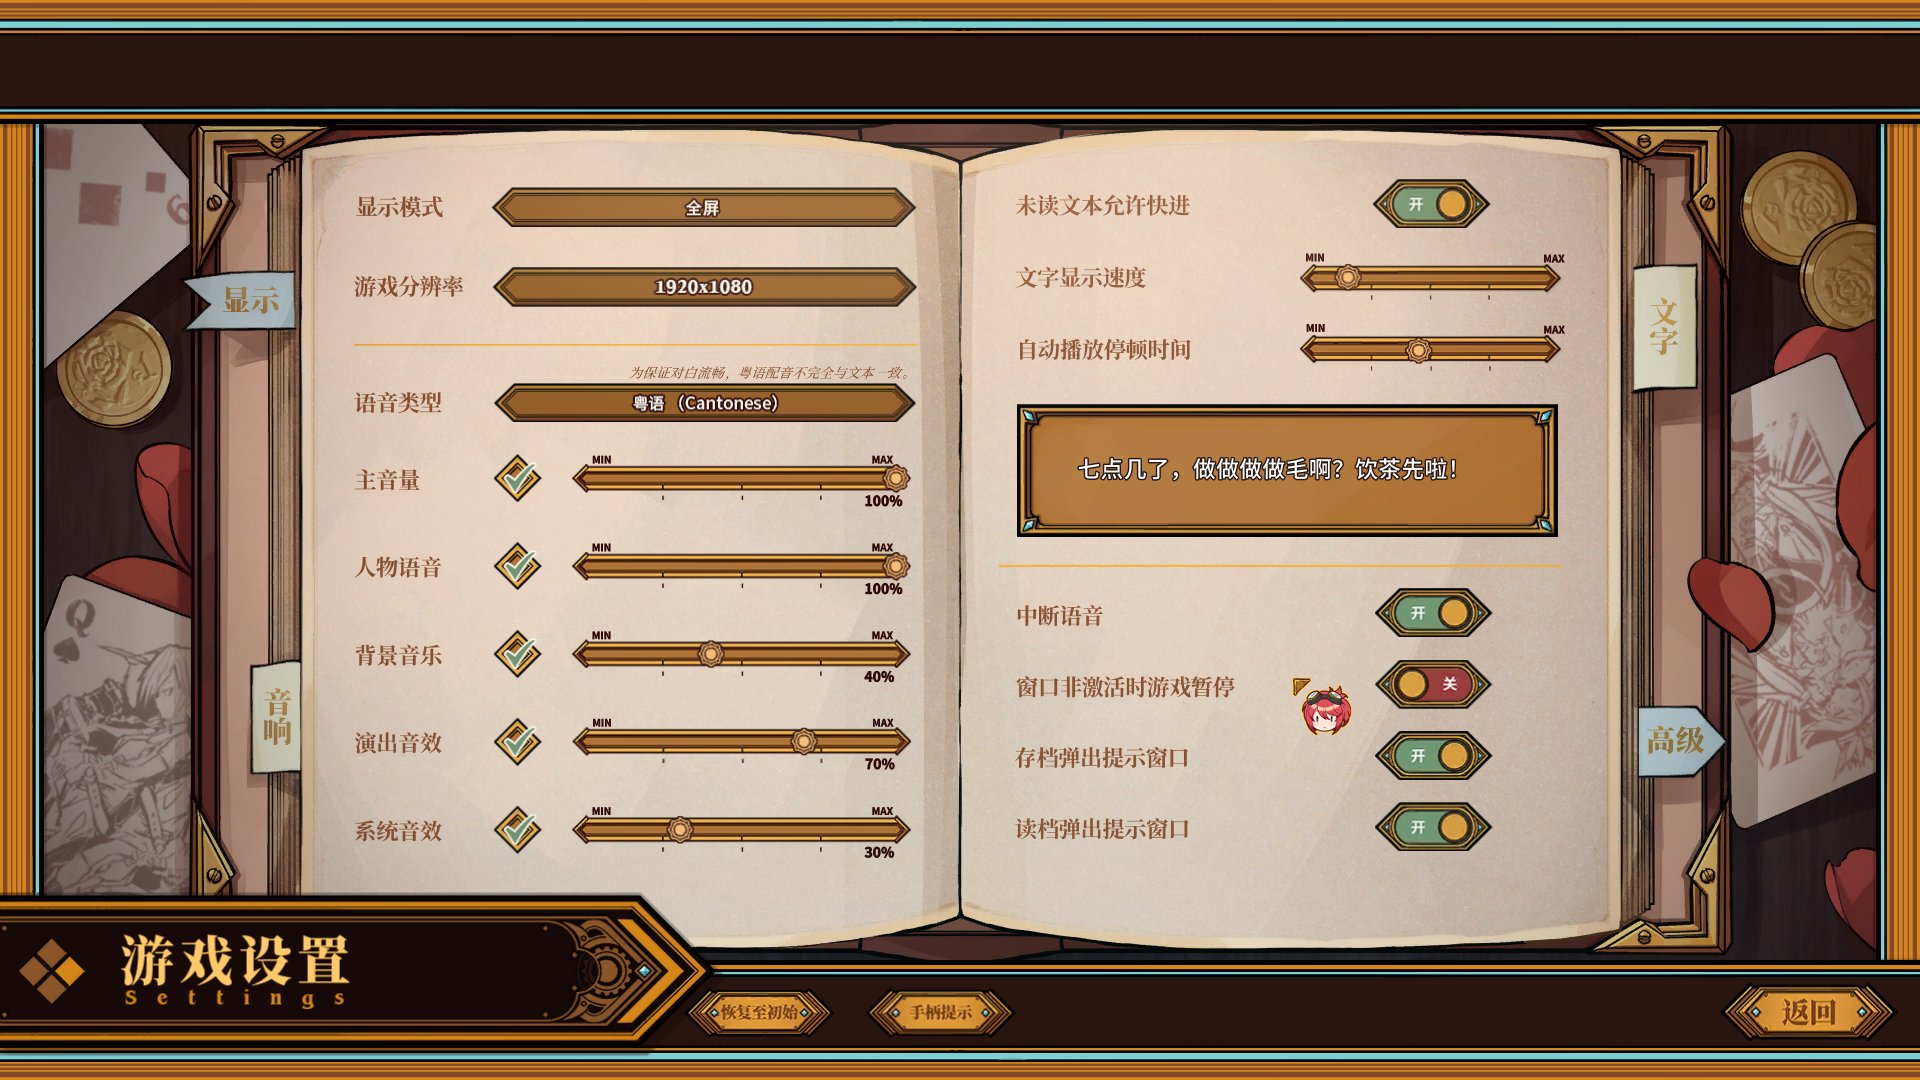 显示
音响
显示模式
全屏
游戏分辨率
1920x1080
为保证对白流畅，粤语配音不完全与文本一致。
语音类型
粤语（Cantonese）
主音量
MIN
MAX
100%
人物语音
MIN
MAX
100%
背景音乐
MIN
MAX
40%
演出音效
MIN
MAX
70%
系统音效
MIN
MAX
30%
未读文本允许快进
开
文字显示速度
MIN
MAX
自动播放停顿时间
MIN
MAX
七点几了，做做做做毛啊？饮茶先啦！
中断语音
开
窗口非激活时游戏暂停
关
存档弹出提示窗口
开
读档弹出提示窗口
开
文字
高级
Q
6
游戏设置
Settings
恢复至初始
手柄提示
返回